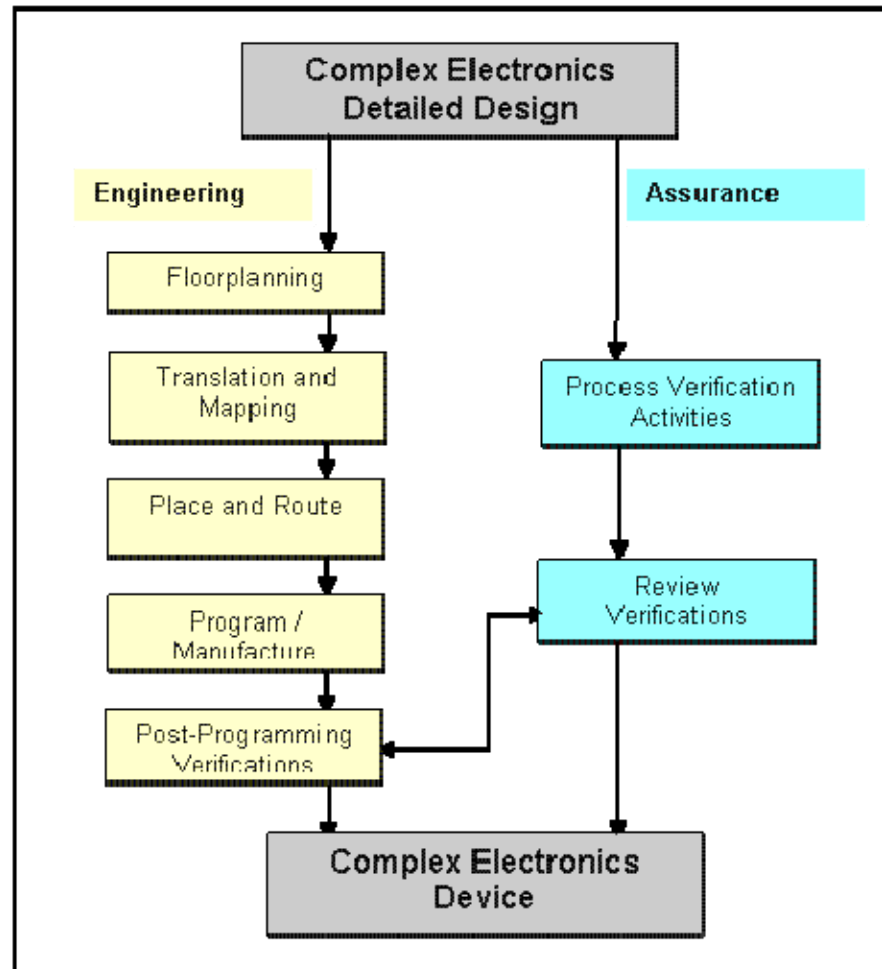 Complex Electronics
Detailed Design
Engineering
Assurance
Floorplanning
Translation and
Mapping
Process Verification
Activities
Place and Route
Review
Verifications
Program /
Manufacture
Post-Programming
Verifications
Complex Electronics
Device